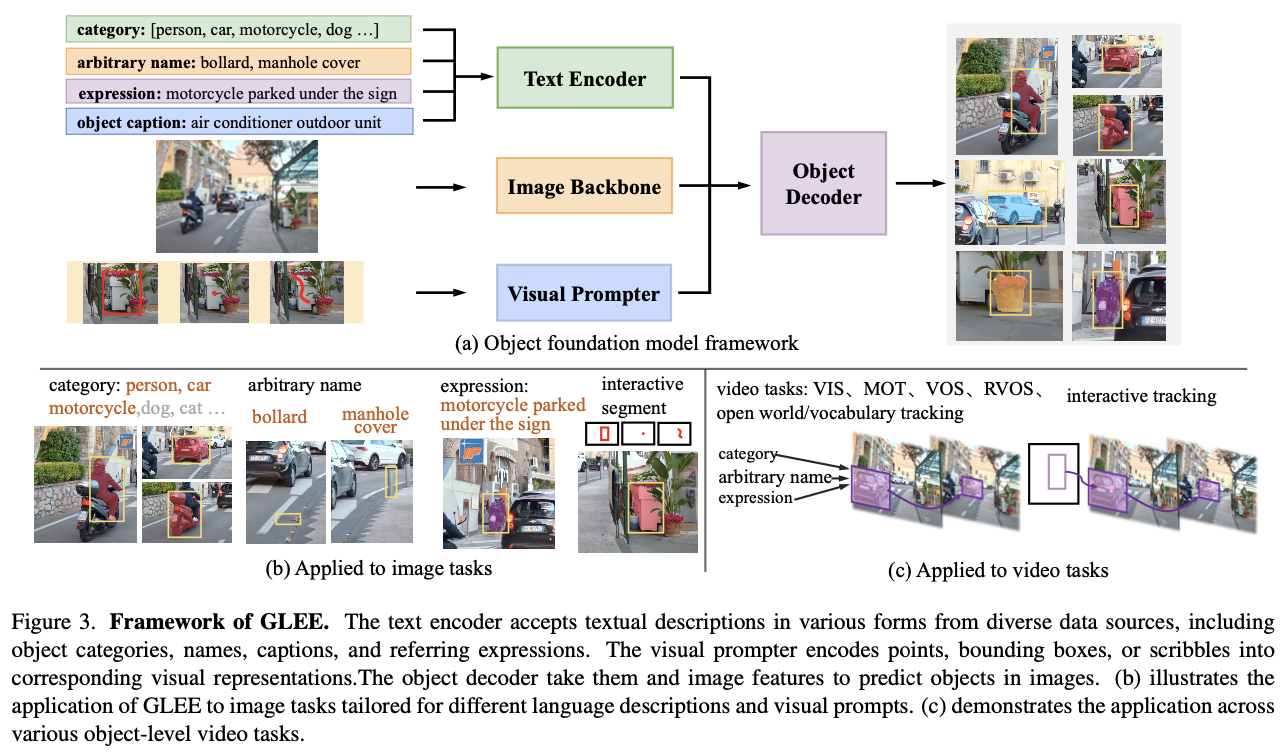 category: [person, car, motorcycle, dog …]
arbitrary name: bollard, manhole cover
expression: motorcycle parked under the sign
object caption: air conditioner outdoor unit
Text Encoder
Image Backbone
Visual Prompter
Object
Decoder
(a) Object foundation model framework
category: person, car
motorcycle,dog, cat …
arbitrary name
bollard
manhole
cover
expression:
motorcycle parked
under the sign
interactive
segment
(b) Applied to image tasks
video tasks: VIS、MOT、VOS、RVOS、
open world/vocabulary tracking
interactive tracking
category
arbitrary name
expression
(c) Applied to video tasks
Figure 3. Framework of GLEE. The text encoder accepts textual descriptions in various forms from diverse data sources, including
object categories, names, captions, and referring expressions. The visual prompter encodes points, bounding boxes, or scribbles into
corresponding visual representations.The object decoder take them and image features to predict objects in images. (b) illustrates the
application of GLEE to image tasks tailored for different language descriptions and visual prompts. (c) demonstrates the application across
various object-level video tasks.